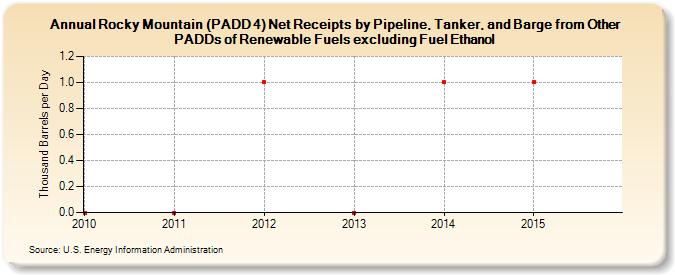 Annual Rocky Mountain (PADD 4) Net Receipts by Pipeline, Tanker, and Barge from Other
PADDs of Renewable Fuels excluding Fuel Ethanol
Thousand Barrels per Day
1.2
1.0
0.8
0.6
0.4
0.2
0.0
2010 2011 2012 2013 2014 2015
Source: U.S. Energy Information Administration